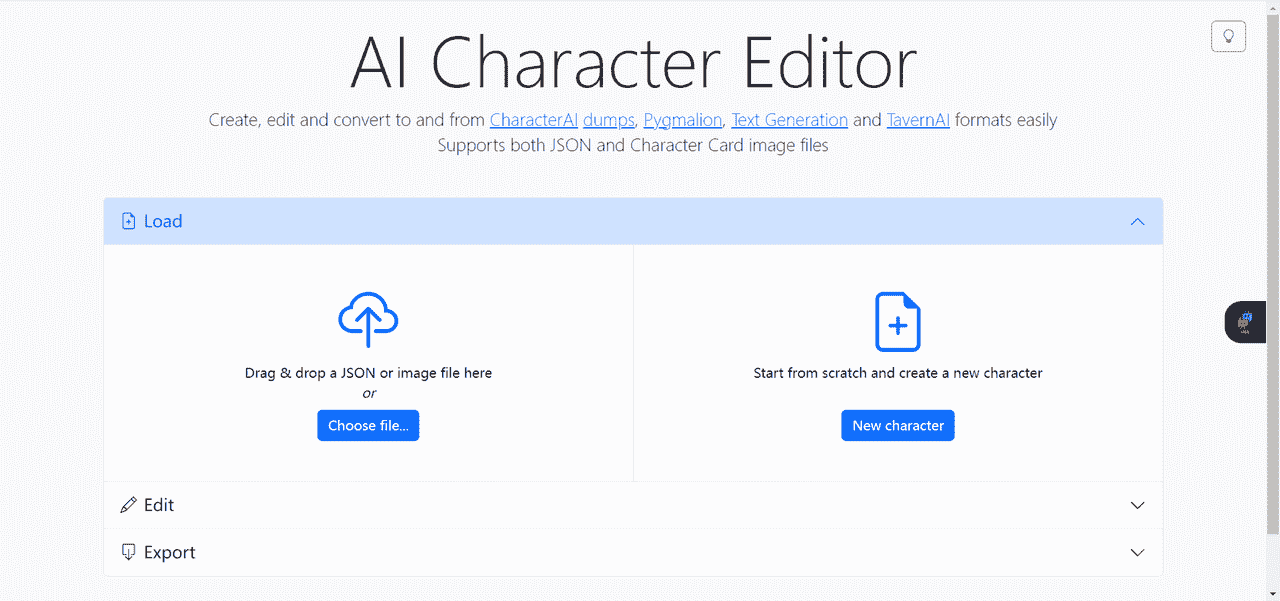 AI Character Editor
Create, edit and convert to and from CharacterAI dumps, Pygmalion, Text Generation and TavernAI formats easily
Supports both JSON and Character Card image files
Load
Drag & drop a JSON or image file here
or
Choose file...
Start from scratch and create a new character
New character
Edit
Export